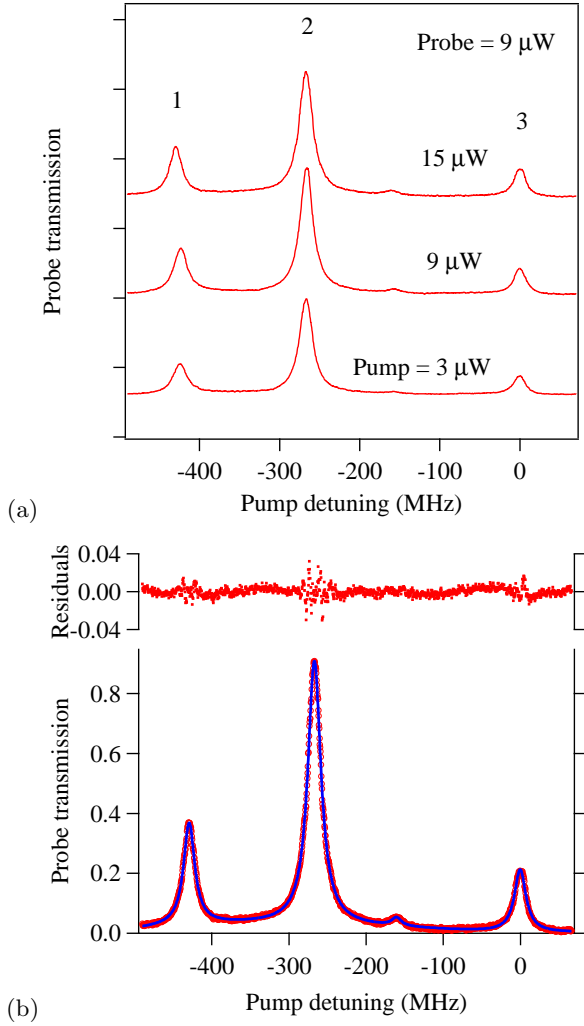 2
Probe = 9 μW
1
3
15 μW
9 μW
Pump = 3 μW
Probe transmission
-400 -300 -200 -100 0
Pump detuning (MHz)
(a)
0.04
0.00
-0.04
Residuals
0.8
0.6
0.4
0.2
0.0
Probe transmission
-400 -300 -200 -100 0
Pump detuning (MHz)
(b)